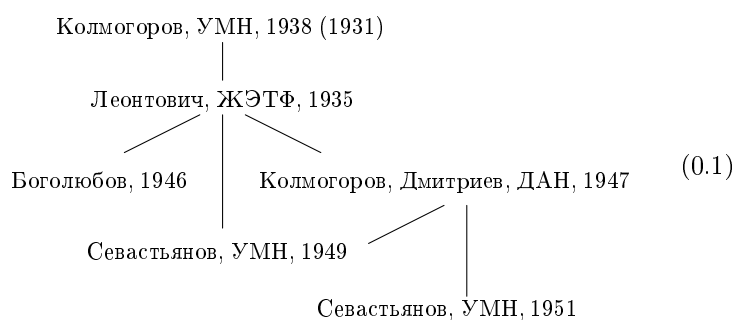 Колмогоров, УМН, 1938 (1931)
Леонтович, ЖЭТФ, 1935
Боголюбов, 1946
Колмогоров, Дмитриев, ДАН, 1947
(0.1)
Севастьянов, УМН, 1949
Севастьянов, УМН, 1951